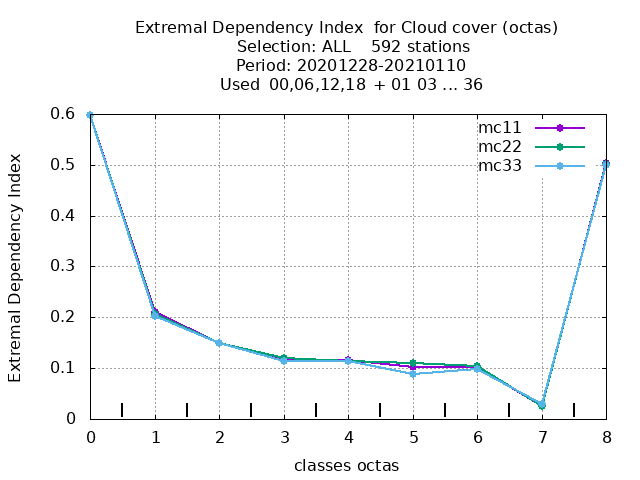 Extremal Dependency Index  for Cloud cover (octas)
Selection: ALL    592 stations
Period: 20201228-20210110
Used  00,06,12,18  + 01 03 ... 36
mc11
mc22
mc33
Extremal Dependency Index
0.6
0.5
0.4
0.3
0.2
0.1
0
0 1 2 3 4 5 6 7 8
classes octas